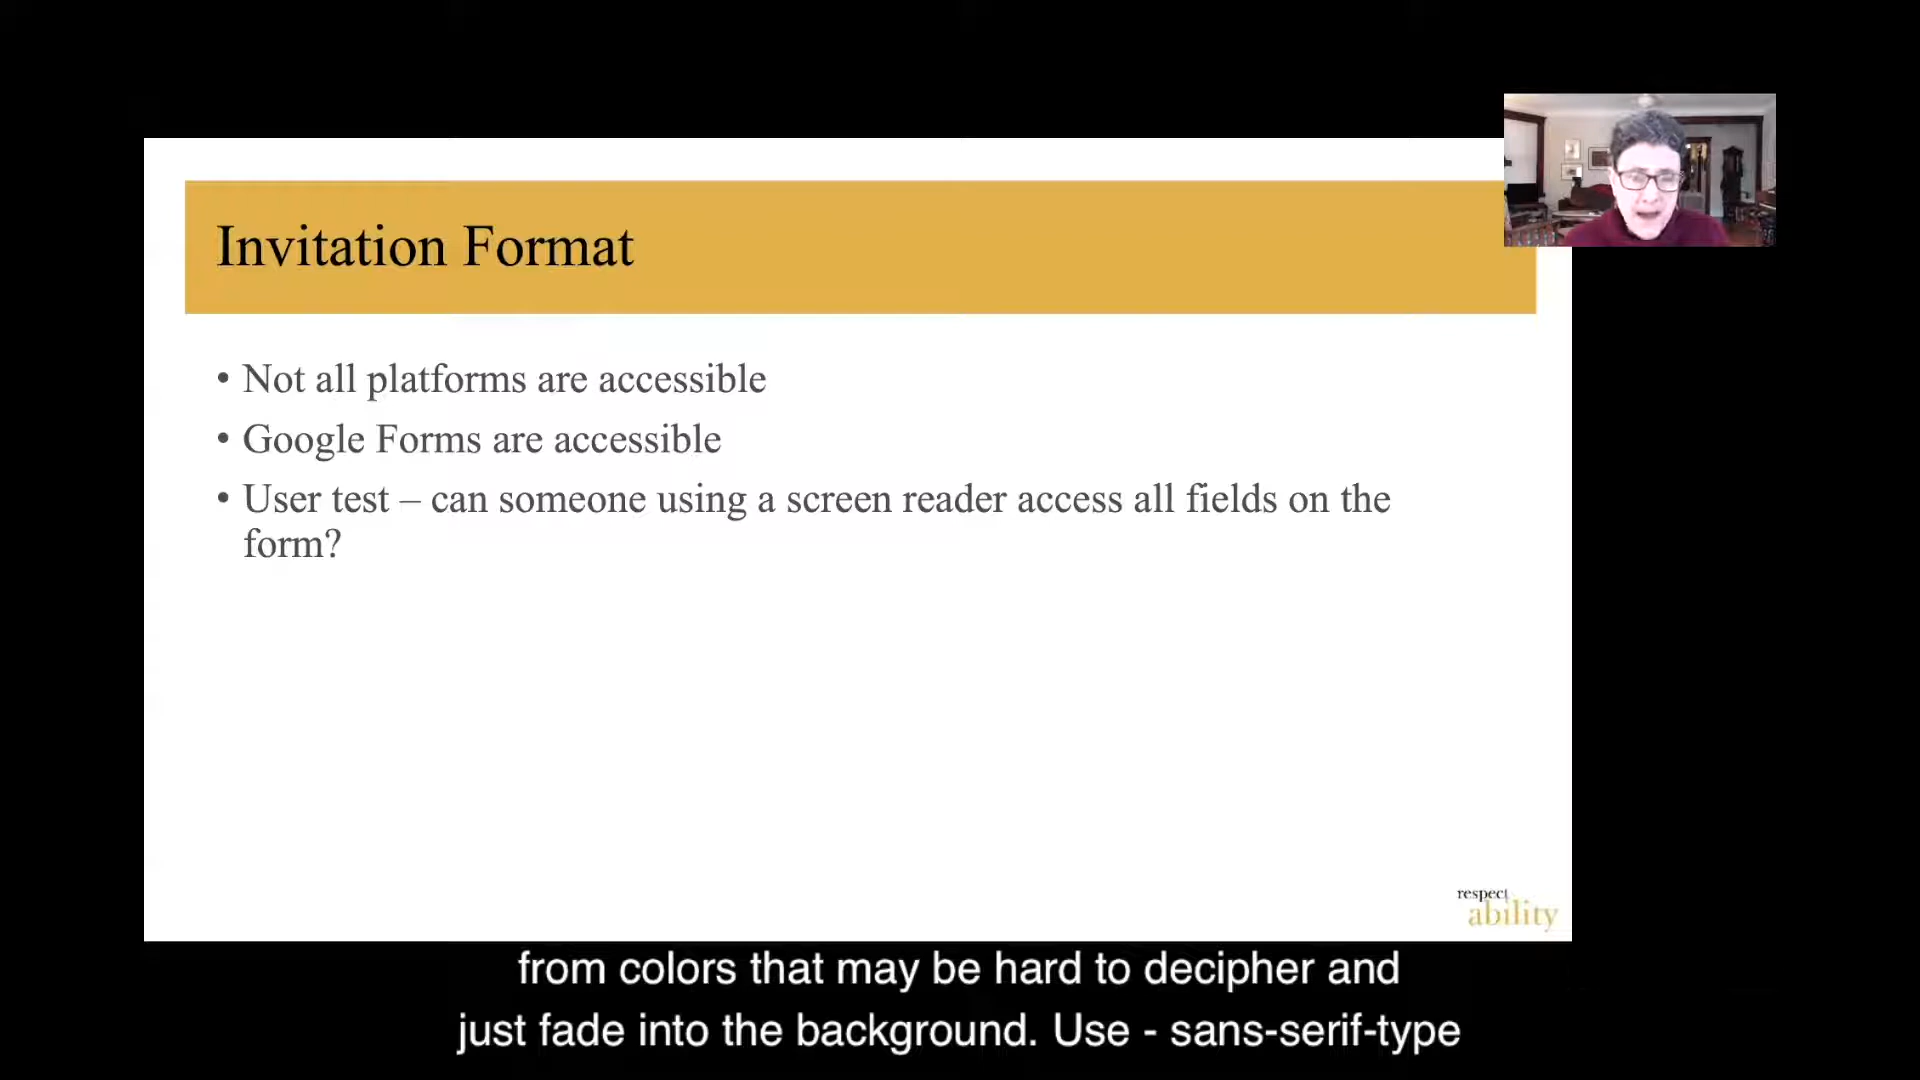 Invitation Format
• Not all platforms are accessible
• Google Forms are accessible
• User test – can someone using a screen reader access all fields on the
form?
respect
ability
from colors that may be hard to decipher and
just fade into the background. Use - sans-serif-type